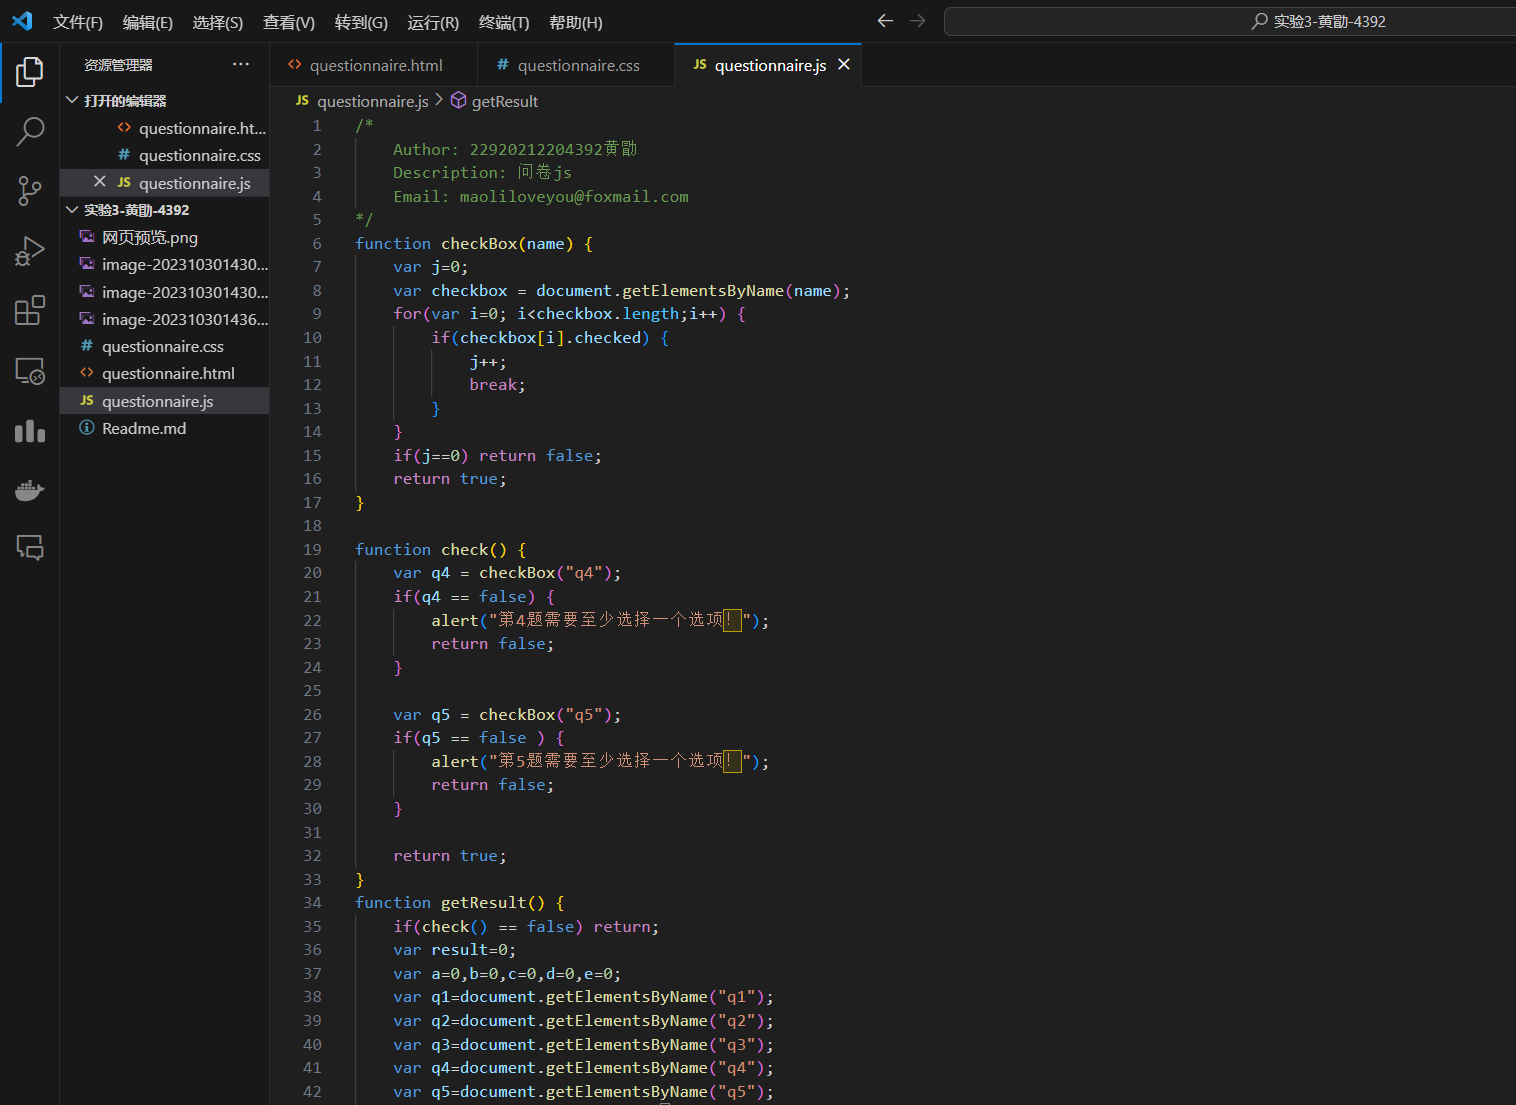 文件(F) 编辑(E) 选择(S) 查看(V) 转到(G) 运行(R) 终端(T) 帮助(H)
实验3-黄勖-4392
资源管理器 ···
打开的编辑器
questionnaire.ht...
questionnaire.css
JS questionnaire.js
实验3-黄勖-4392
网页预览.png
image-202310301430...
image-202310301430...
image-202310301436...
questionnaire.css
questionnaire.html
JS questionnaire.js
Readme.md
questionnaire.html
questionnaire.css
JS questionnaire.js
JS questionnaire.js > getResult
1 /*
2 Author: 22920212204392黄勖
3 Description: 问卷js
4 Email: maoliloveyou@foxmail.com
5 */
6 function checkBox(name) {
7 var j=0;
8 var checkbox = document.getElementsByName(name);
9 for(var i=0; i<checkbox.length;i++) {
10 if(checkbox[i].checked) {
11 j++;
12 break;
13 }
14 }
15 if(j==0) return false;
16 return true;
17 }
18
19 function check() {
20 var q4 = checkBox("q4");
21 if(q4 == false) {
22 alert("第4题需要至少选择一个选项！");
23 return false;
24 }
25
26 var q5 = checkBox("q5");
27 if(q5 == false ) {
28 alert("第5题需要至少选择一个选项！");
29 return false;
30 }
31
32 return true;
33 }
34 function getResult() {
35 if(check() == false) return;
36 var result=0;
37 var a=0,b=0,c=0,d=0,e=0;
38 var q1=document.getElementsByName("q1");
39 var q2=document.getElementsByName("q2");
40 var q3=document.getElementsByName("q3");
41 var q4=document.getElementsByName("q4");
42 var q5=document.getElementsByName("q5");